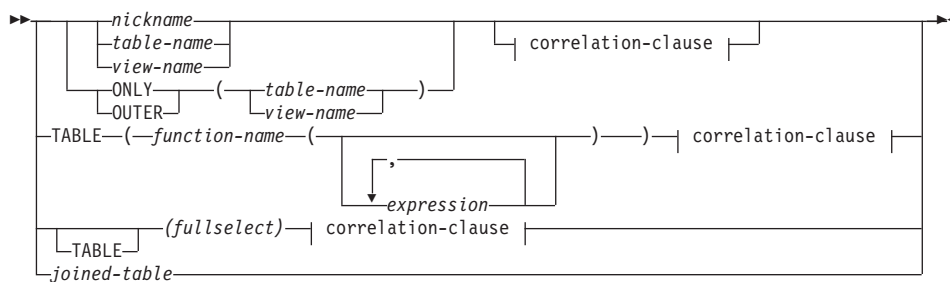 nickname
table-name correlation-clause
view-name
ONLY ( table-name )
OUTER view-name
TABLE ( function-name ( ) ) correlation-clause
,
expression
(fullselect) correlation-clause
TABLE
joined-table